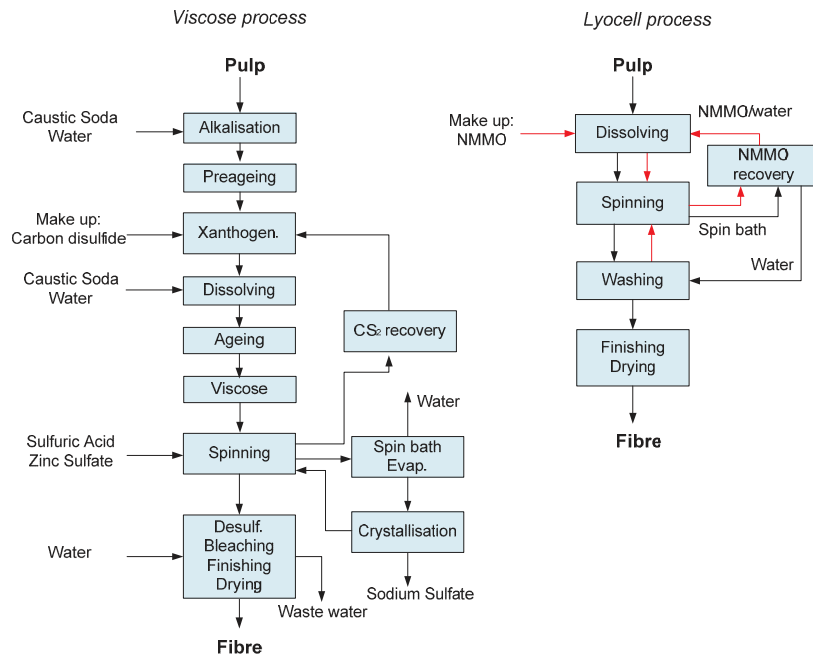 Viscose process
Pulp
Caustic Soda
Water
Alkalisation
Preageing
Make up:
Carbon disulfide
Xanthogen.
Caustic Soda
Water
Dissolving
Ageing
CS₂ recovery
Viscose
Water
Sulfuric Acid
Zinc Sulfate
Spinning
Spin bath
Evap.
Crystallisation
Water
Desulf.
Bleaching
Finishing
Drying
Waste water
Sodium Sulfate
Fibre
Lyocell process
Pulp
NMMO/water
Make up:
NMMO
Dissolving
NMMO
recovery
Spinning
Spin bath
Water
Washing
Finishing
Drying
Fibre